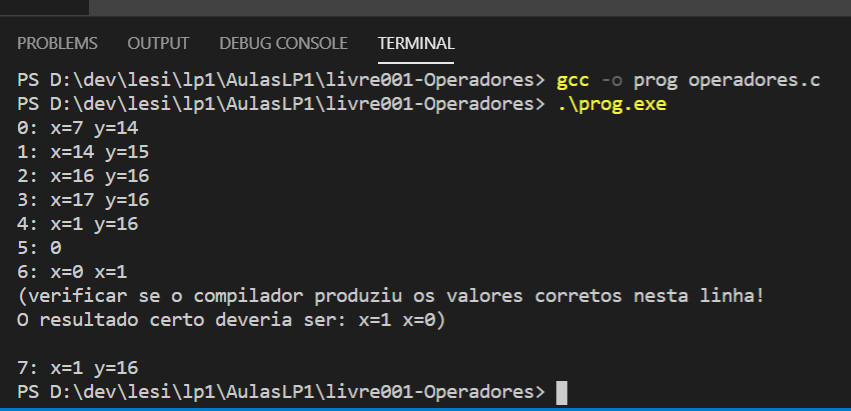 PROBLEMS OUTPUT DEBUG CONSOLE TERMINAL
PS D:\dev\lesi\lp1\AulasLP1\livre001-Operadores> gcc -o prog operadores.c
PS D:\dev\lesi\lp1\AulasLP1\livre001-Operadores> .\prog.exe
0: x=7 y=14
1: x=14 y=15
2: x=16 y=16
3: x=17 y=16
4: x=1 y=16
5: 0
6: x=0 x=1
(verificar se o compilador produziu os valores corretos nesta linha!
O resultado certo deveria ser: x=1 x=0)
7: x=1 y=16
PS D:\dev\lesi\lp1\AulasLP1\livre001-Operadores>